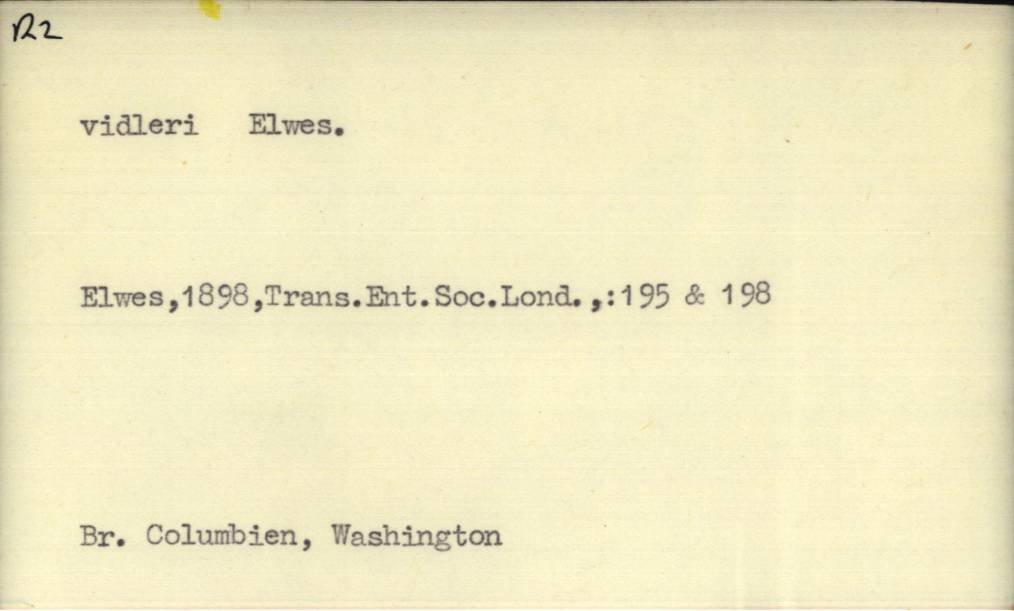 R2
vidleri Elwes.
Elwes,1898,Trans.Ent.Soc.Lond.,:195 & 198
Br. Columbien, Washington